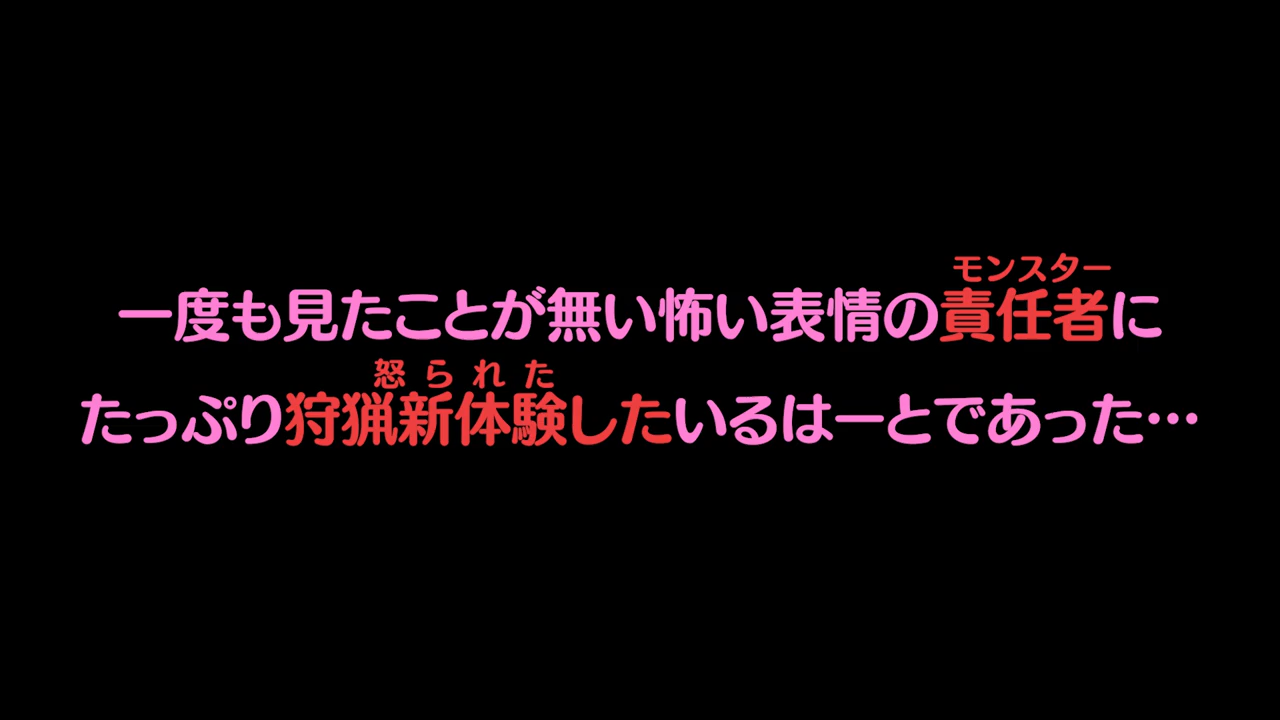 モンスター
一度も見たことが無い怖い表情の責任者に
怒られた
たっぷり狩猟新体験したいるはーとであった…